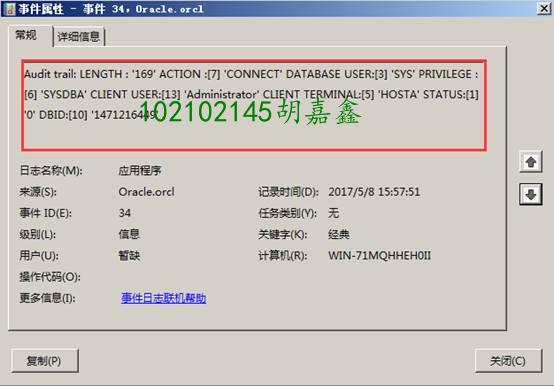 事件属性 - 事件 34，Oracle.orcl
常规 详细信息
Audit trail: LENGTH : '169' ACTION :[7] 'CONNECT' DATABASE USER:[3] 'SYS' PRIVILEGE :
[6] 'SYSDBA' CLIENT USER:[13] 'Administrator' CLIENT TERMINAL:[5] 'HOSTA' STATUS:[1]
'0' DBID:[10] '1471216449' .
102102145胡嘉鑫
日志名称(M): 应用程序
来源(S): Oracle.orcl 记录时间(D): 2017/5/8 15:57:51
事件 ID(E): 34 任务类别(Y): 无
级别(L): 信息 关键字(K): 经典
用户(U): 暂缺 计算机(R): WIN-71MQHHEH0II
操作代码(O):
更多信息(I): 事件日志联机帮助
复制(P) 关闭(C)